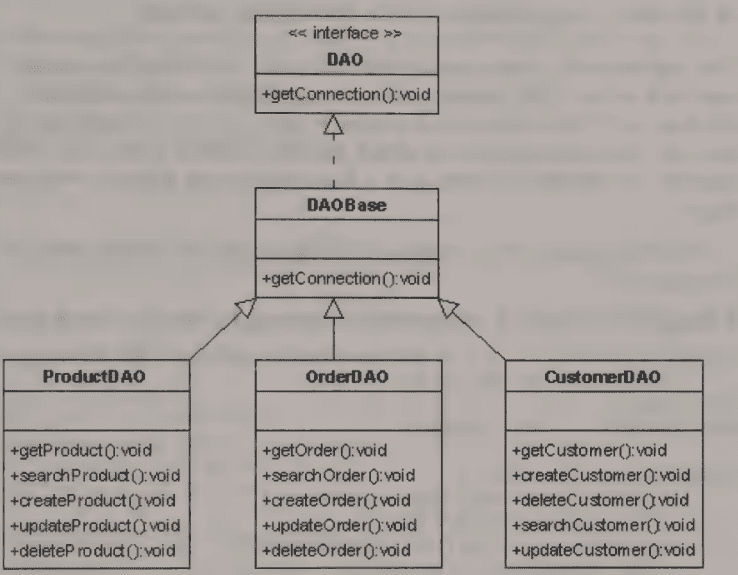 << interface >>
DAO
+getConnection():void
DAOBase
+getConnection():void
ProductDAO
+getProduct():void
+searchProduct():void
+createProduct():void
+updateProduct():void
+deleteProduct():void
OrderDAO
+getOrder():void
+searchOrder():void
+createOrder():void
+updateOrder():void
+deleteOrder():void
CustomerDAO
+getCustomer():void
+createCustomer():void
+deleteCustomer():void
+searchCustomer():void
+updateCustomer():void